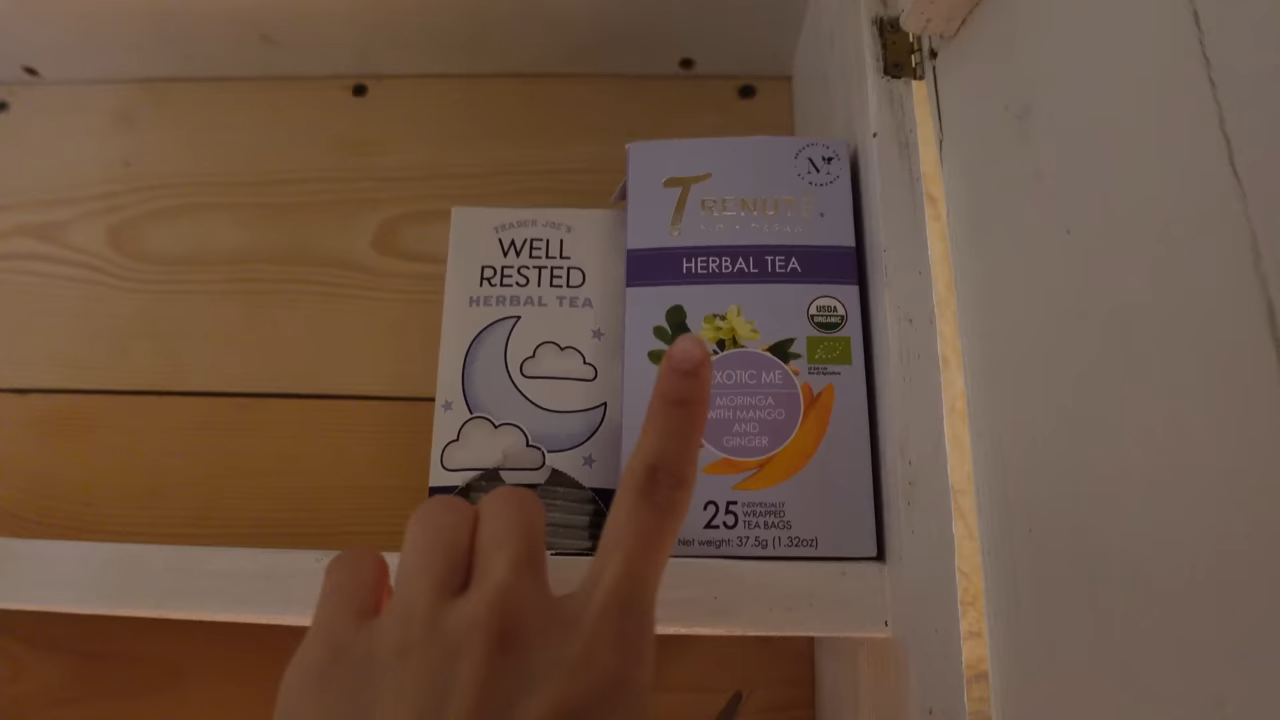 TRADER JOE'S
WELL
RESTED
HERBAL TEA
TRENUTE
HERBAL TEA
USDA
ORGANIC
EXOTIC ME
MORINGA
WITH MANGO
AND
GINGER
25 INDIVIDUALLY
WRAPPED
TEA BAGS
Net weight: 37.5g (1.32oz)